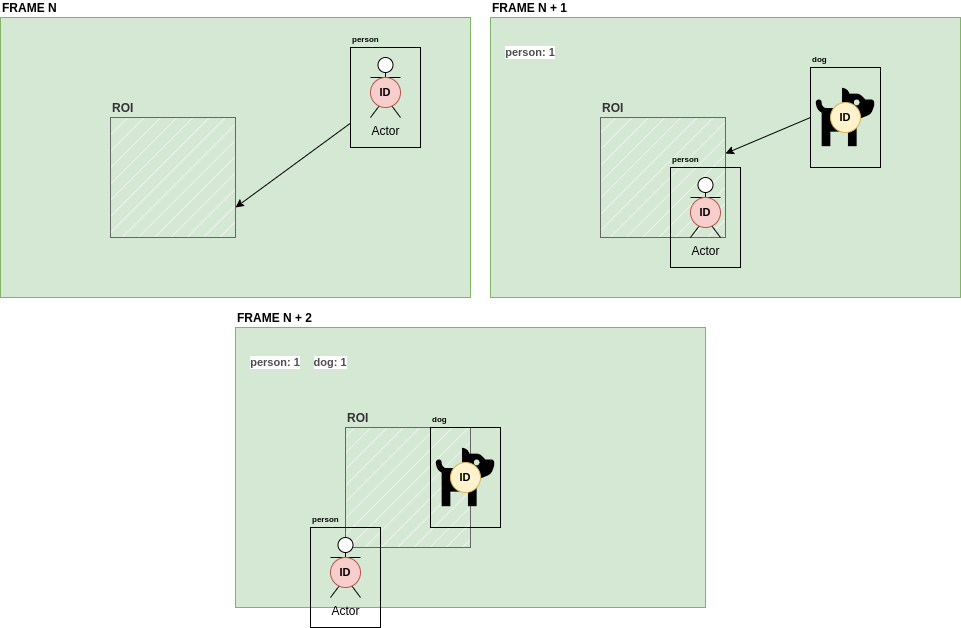 FRAME N
person
ID
Actor
ROI
FRAME N + 1
person: 1
dog
ID
ROI
person
ID
Actor
FRAME N + 2
person: 1 dog: 1
ROI
dog
ID
person
ID
Actor